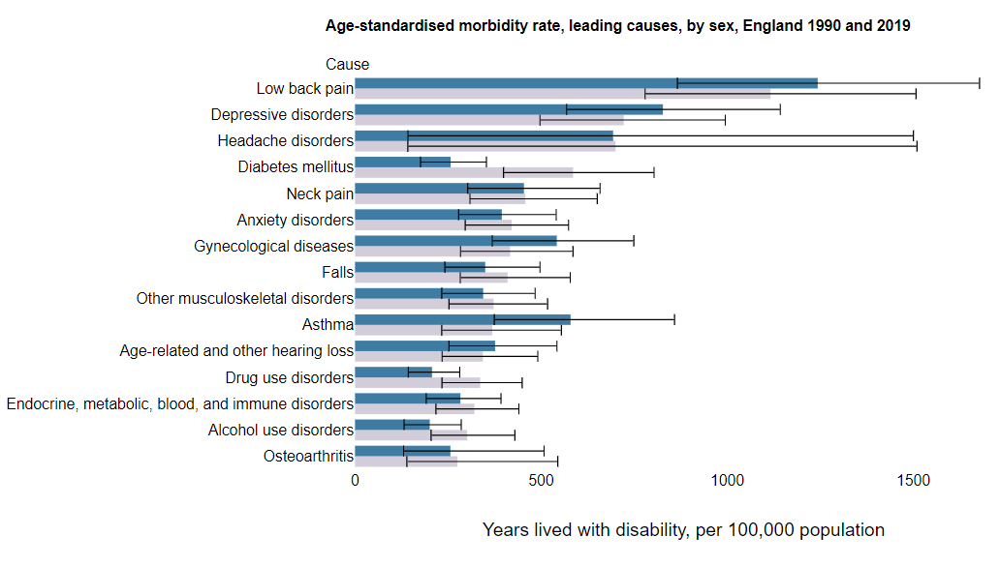 Age-standardised morbidity rate, leading causes, by sex, England 1990 and 2019
Cause
Low back pain
Depressive disorders
Headache disorders
Diabetes mellitus
Neck pain
Anxiety disorders
Gynecological diseases
Falls
Other musculoskeletal disorders
Asthma
Age-related and other hearing loss
Drug use disorders
Endocrine, metabolic, blood, and immune disorders
Alcohol use disorders
Osteoarthritis
0 500 1000 1500
Years lived with disability, per 100,000 population